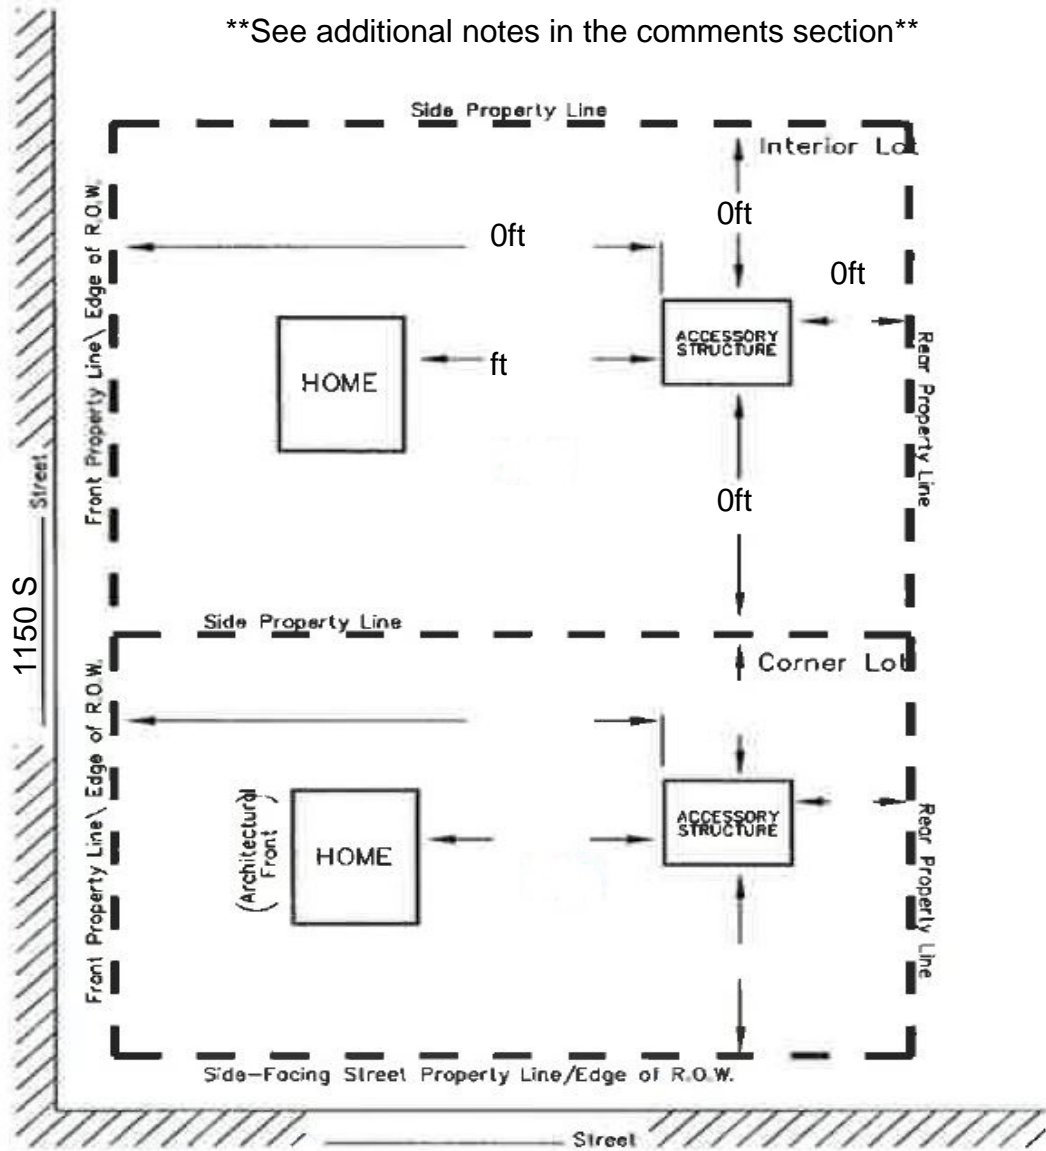 **See additional notes in the comments section**
Side Property Line
Interior Lot
Front Property Line\ Edge of R.O.W.
0ft
0ft
0ft
ACCESSORY
STRUCTURE
HOME
ft
Rear Property Line
0ft
Street
1150 S
Side Property Line
Corner Lot
Front Property Line\ Edge of R.O.W.
(Architectural
Front)
HOME
ACCESSORY
STRUCTURE
Rear Property Line
Side-Facing Street Property Line/Edge of R.O.W.
Street